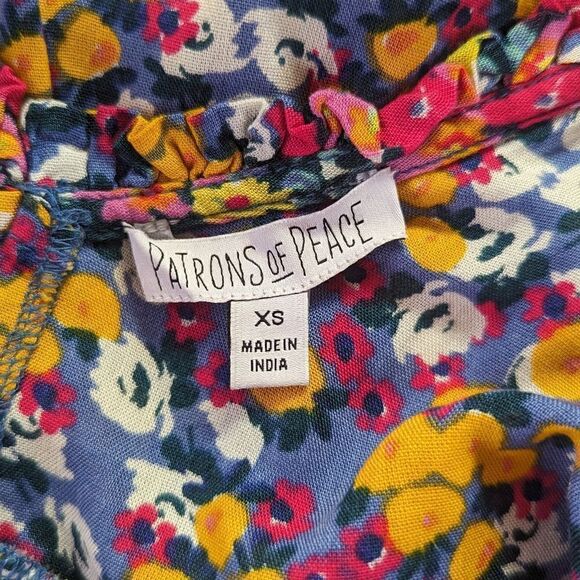 PATRONS OF PEACE
XS
MADE IN
INDIA